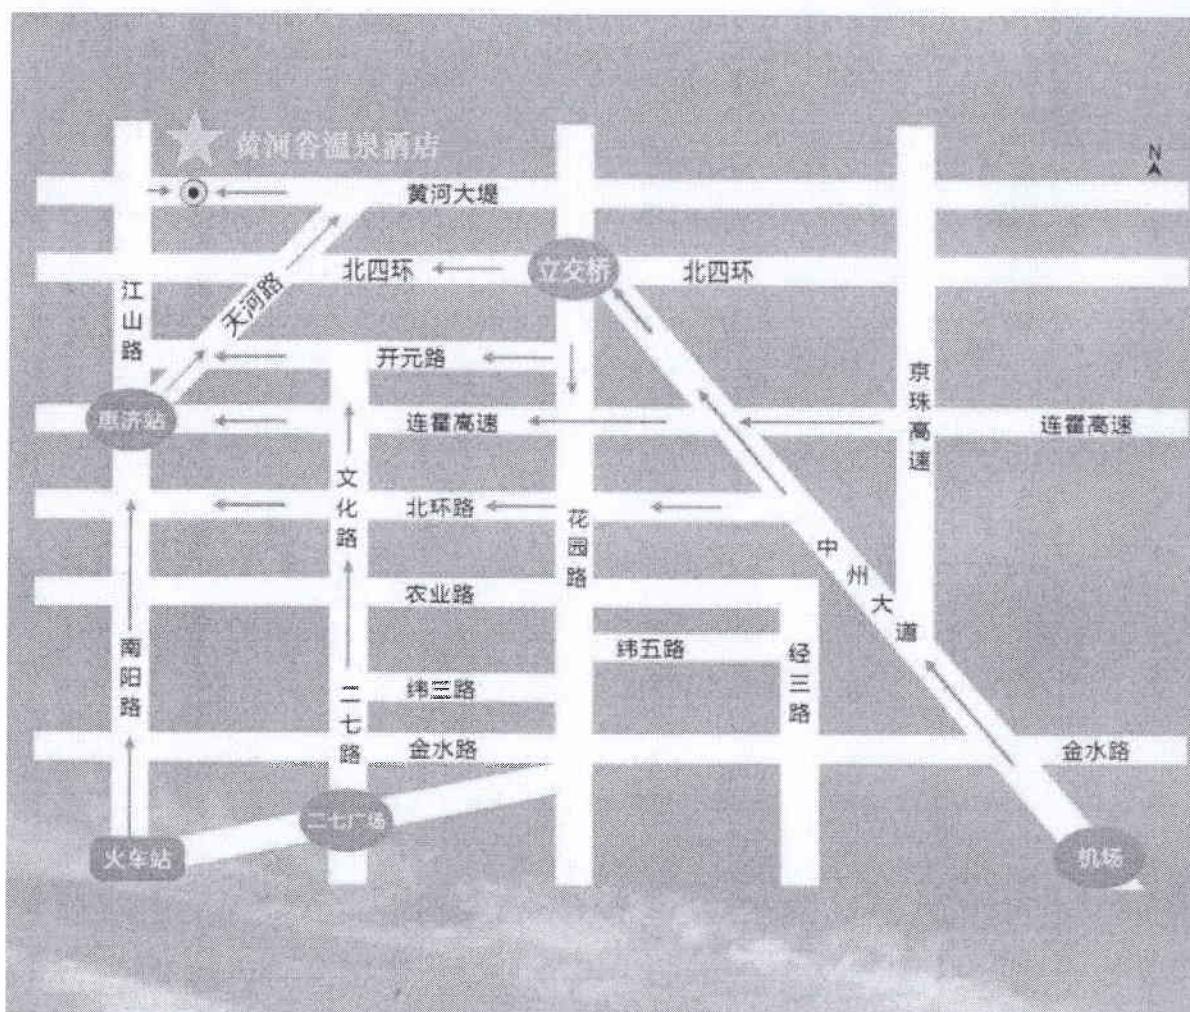 黄河谷温泉酒店
N
黄河大堤
北四环
立交桥
北四环
江山路
天河路
开元路
京珠高速
惠济站
连霍高速
连霍高速
文化路
北环路
花园路
中州大道
农业路
南阳路
纬五路
经三路
纬三路
二七路
金水路
金水路
二七广场
火车站
机场